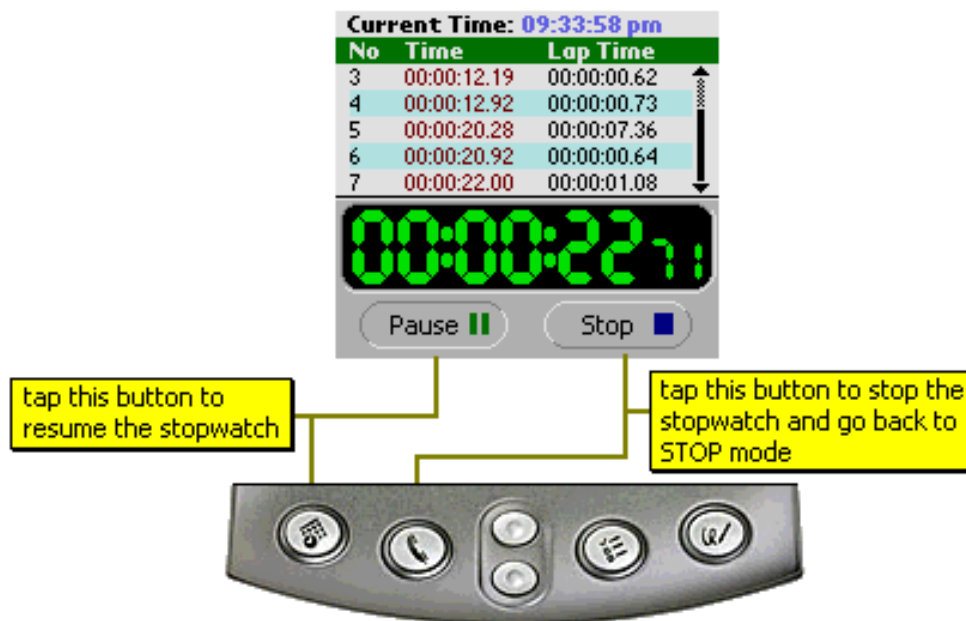 Current Time: 09:33:58 pm
No Time Lap Time
3 00:00:12.19 00:00:00.62
4 00:00:12.92 00:00:00.73
5 00:00:20.28 00:00:07.36
6 00:00:20.92 00:00:00.64
7 00:00:22.00 00:00:01.08
00:00:22 71
Pause Stop
tap this button to
resume the stopwatch
tap this button to stop the
stopwatch and go back to
STOP mode